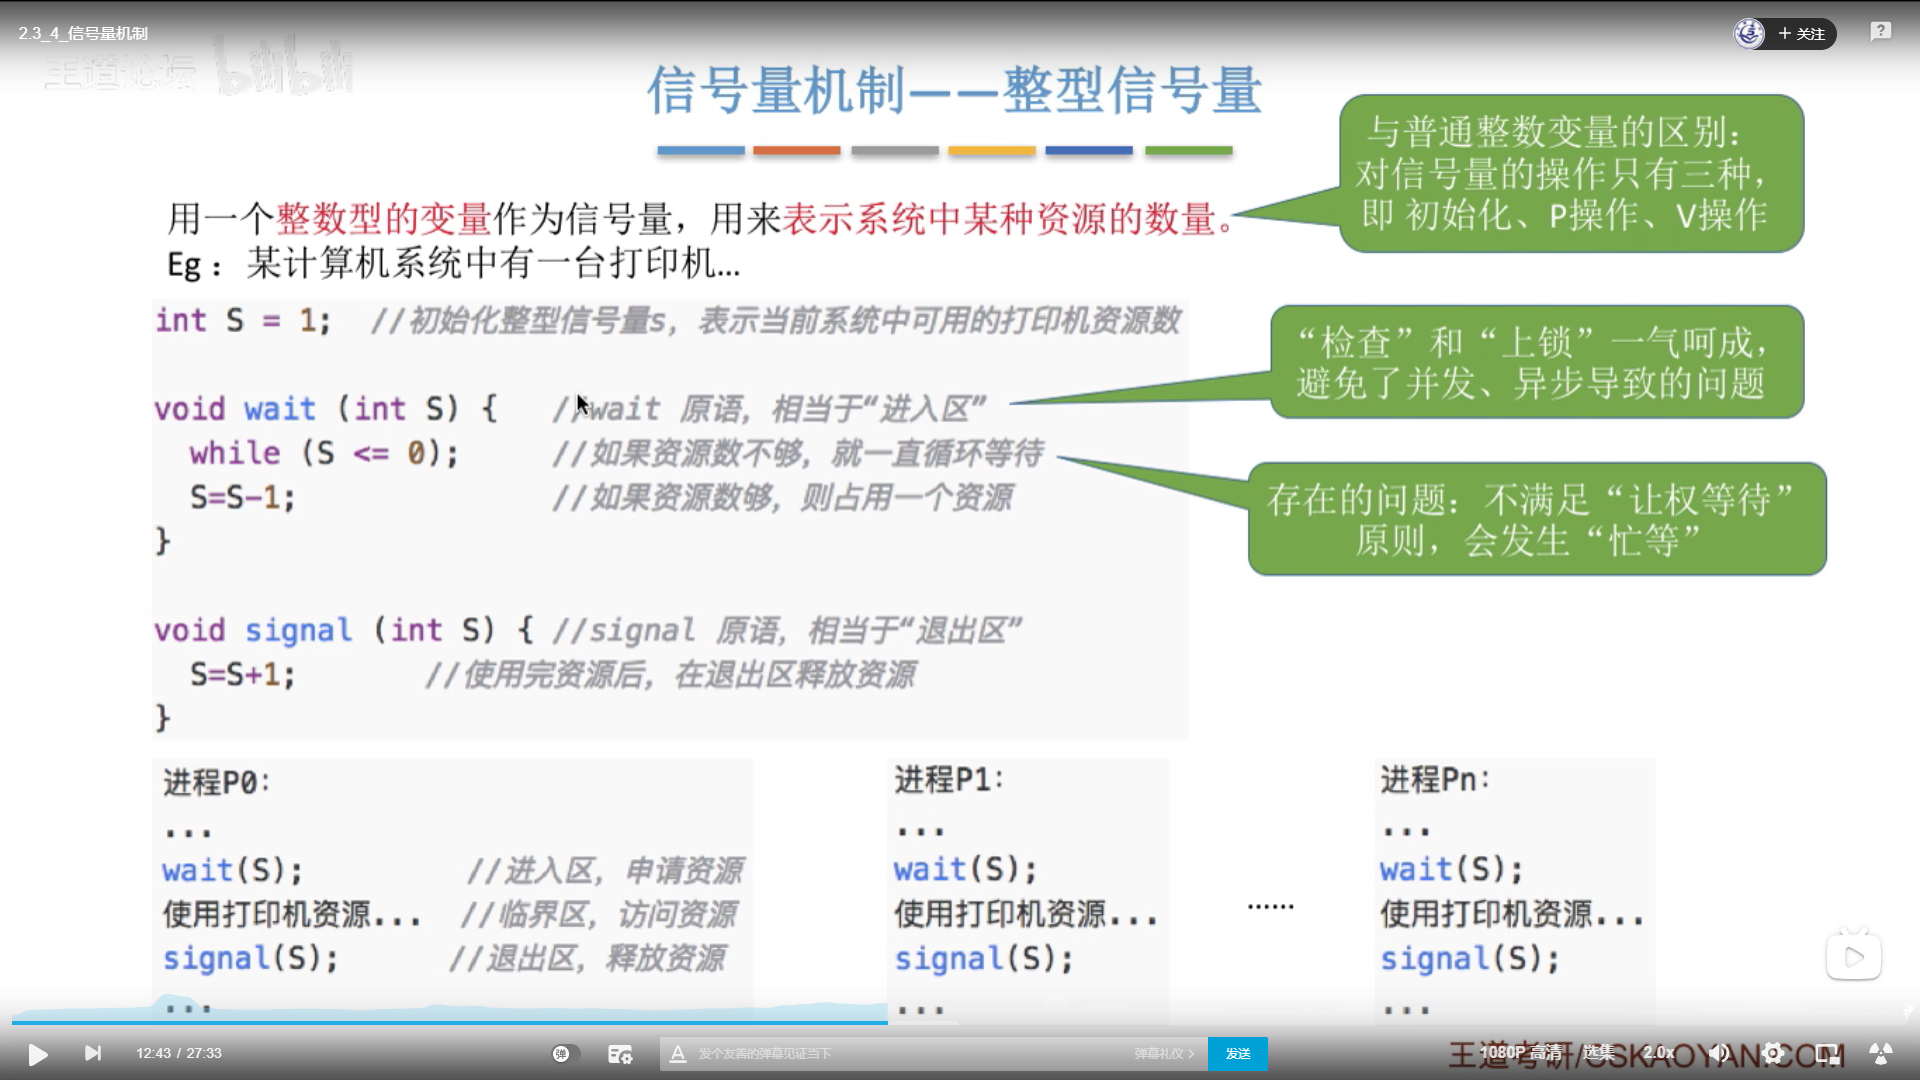 2.3_4_信号量机制
+ 关注
王道论坛 bilibili
信号量机制——整型信号量
与普通整数变量的区别：
对信号量的操作只有三种，
即 初始化、P操作、V操作
用一个整数型的变量作为信号量，用来表示系统中某种资源的数量。
Eg：某计算机系统中有一台打印机...
int S = 1;  //初始化整型信号量s，表示当前系统中可用的打印机资源数
“检查”和“上锁”一气呵成，
避免了并发、异步导致的问题
void wait (int S) {   //wait 原语，相当于“进入区”
while (S <= 0);     //如果资源数不够，就一直循环等待
S=S-1;              //如果资源数够，则占用一个资源
}
存在的问题：不满足“让权等待”
原则，会发生“忙等”
void signal (int S) { //signal 原语，相当于“退出区”
S=S+1;       //使用完资源后，在退出区释放资源
}
进程P0：
...
wait(S);         //进入区，申请资源
使用打印机资源...  //临界区，访问资源
signal(S);      //退出区，释放资源
...
进程P1：
...
wait(S);
使用打印机资源...
signal(S);
...
......
进程Pn：
...
wait(S);
使用打印机资源...
signal(S);
...
12:43 / 27:33
弹
发个友善的弹幕见证当下
弹幕礼仪 >
发送
1080P 高清
选集
2.0x
王道考研/CSKAOYAN.COM